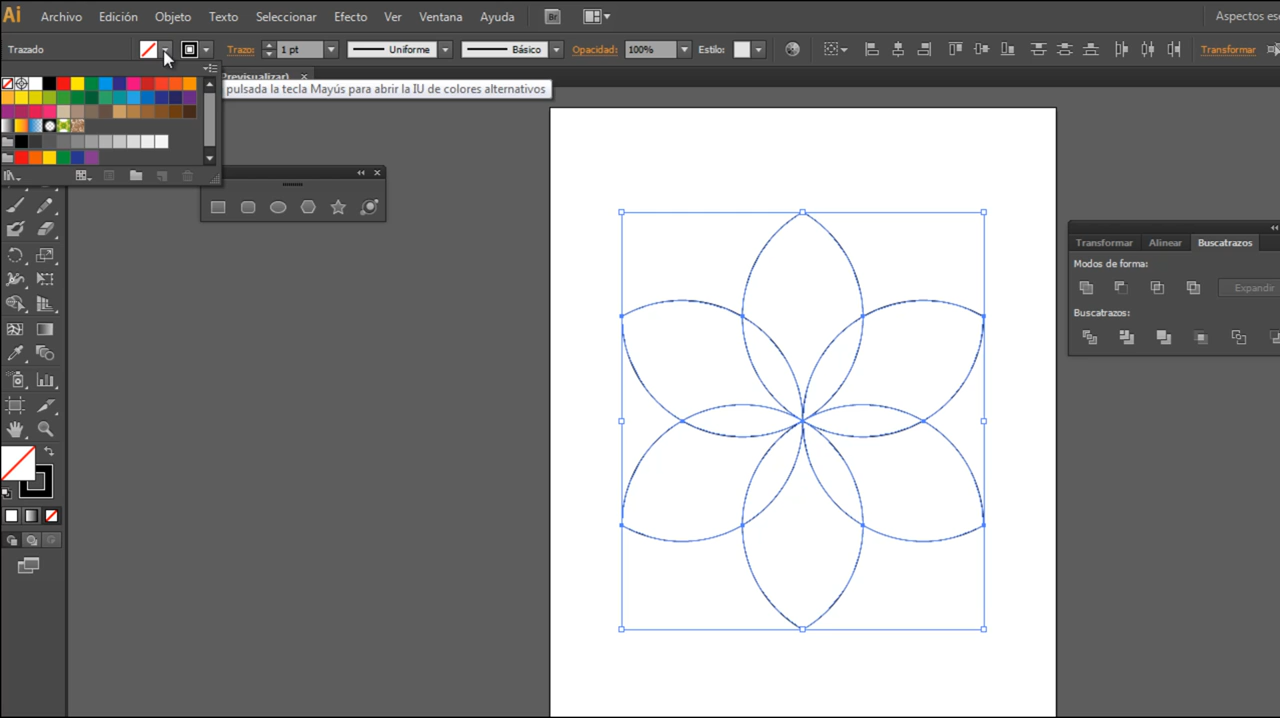 Ai Archivo Edición Objeto Texto Seleccionar Efecto Ver Ventana Ayuda Br Aspectos es
Trazado Trazo: 1 pt Uniforme Básico Opacidad: 100% Estilo: Transformar
Previsualizar)
pulsada la tecla Mayús para abrir la IU de colores alternativos
Transformar Alinear Buscatrazos
Modos de forma:
Expandir
Buscatrazos: